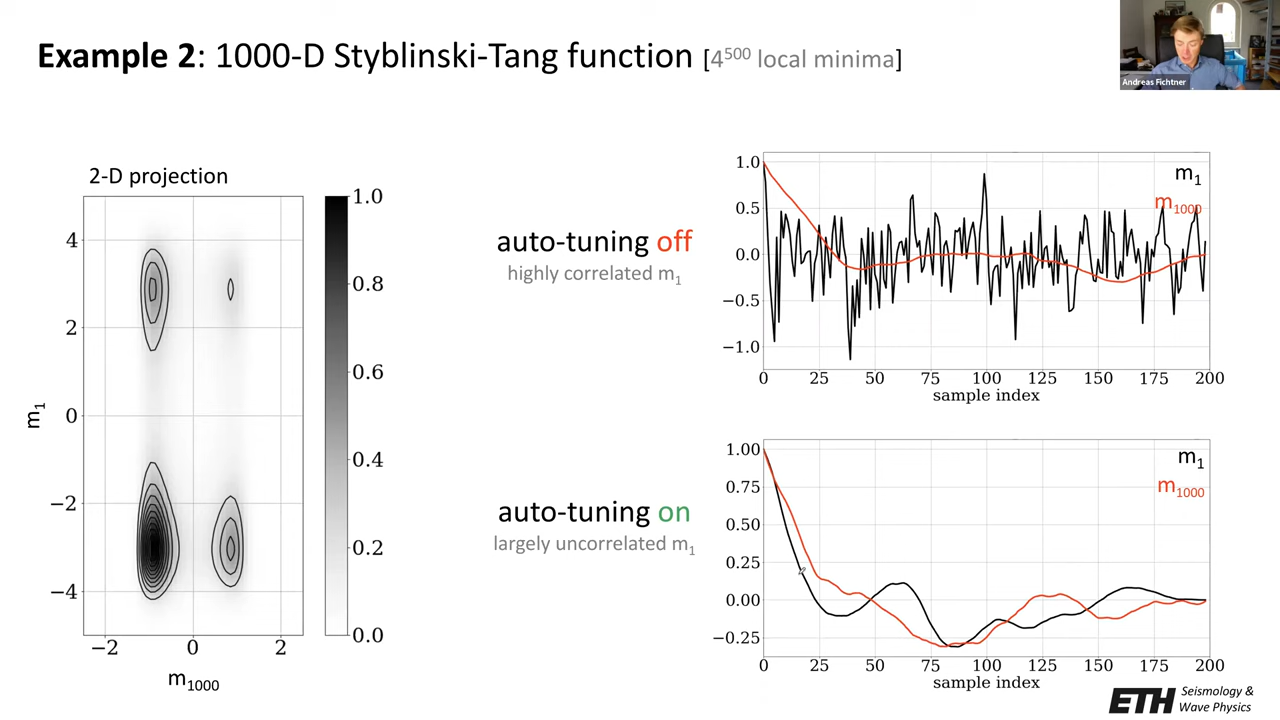 Example 2: 1000-D Styblinski-Tang function [4⁵⁰⁰ local minima]
Andreas Fichtner
2-D projection
4
2
0
−2
−4
−2
0
2
m₁
m₁₀₀₀
1.0
0.8
0.6
0.4
0.2
0.0
auto-tuning off
highly correlated m₁
1.0
0.5
0.0
−0.5
−1.0
0
25
50
75
100
125
150
175
200
sample index
m₁
m₁₀₀₀
auto-tuning on
largely uncorrelated m₁
1.00
0.75
0.50
0.25
0.00
−0.25
0
25
50
75
100
125
150
175
200
sample index
m₁
m₁₀₀₀
ETH
Seismology &
Wave Physics